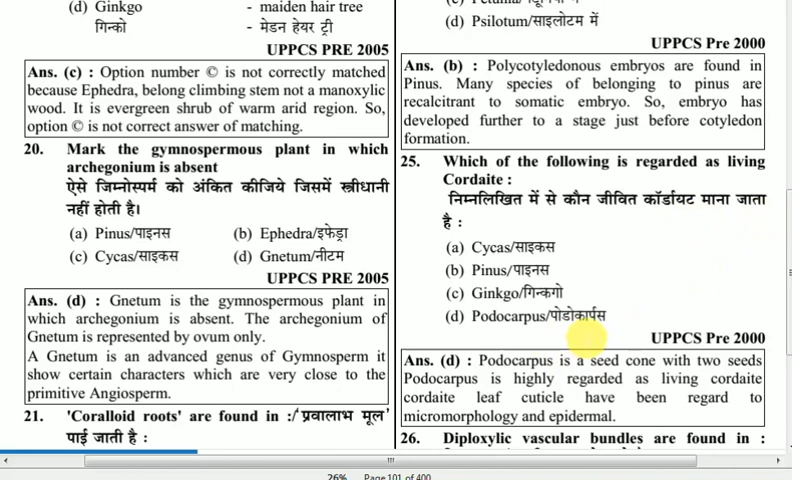 (d) Ginkgo - maiden hair tree
गिन्को - मेडन हेयर ट्री
UPPCS PRE 2005
Ans. (c) : Option number © is not correctly matched
because Ephedra, belong climbing stem not a manoxylic
wood. It is evergreen shrub of warm arid region. So,
option © is not correct answer of matching.
20. Mark the gymnospermous plant in which
archegonium is absent
ऐसे जिम्नोस्पर्म को अंकित कीजिये जिसमें स्त्रीधानी
नहीं होती है।
(a) Pinus/पाइनस (b) Ephedra/इफेड्रा
(c) Cycas/साइकस (d) Gnetum/नीटम
UPPCS PRE 2005
Ans. (d) : Gnetum is the gymnospermous plant in
which archegonium is absent. The archegonium of
Gnetum is represented by ovum only.
A Gnetum is an advanced genus of Gymnosperm it
show certain characters which are very close to the
primitive Angiosperm.
21. 'Coralloid roots' are found in :/'प्रवालाभ मूल'
पाई जाती है :
(d) Psilotum/साइलोटम में
UPPCS Pre 2000
Ans. (b) : Polycotyledonous embryos are found in
Pinus. Many species of belonging to pinus are
recalcitrant to somatic embryo. So, embryo has
developed further to a stage just before cotyledon
formation.
25. Which of the following is regarded as living
Cordaite :
निम्नलिखित में से कौन जीवित कॉर्डायट माना जाता
है :
(a) Cycas/साइकस
(b) Pinus/पाइनस
(c) Ginkgo/गिन्कगो
(d) Podocarpus/पोडोकार्पस
UPPCS Pre 2000
Ans. (d) : Podocarpus is a seed cone with two seeds
Podocarpus is highly regarded as living cordaite
cordaite leaf cuticle have been regard to
micromorphology and epidermal.
26. Diploxylic vascular bundles are found in :
26% Page 101 of 400